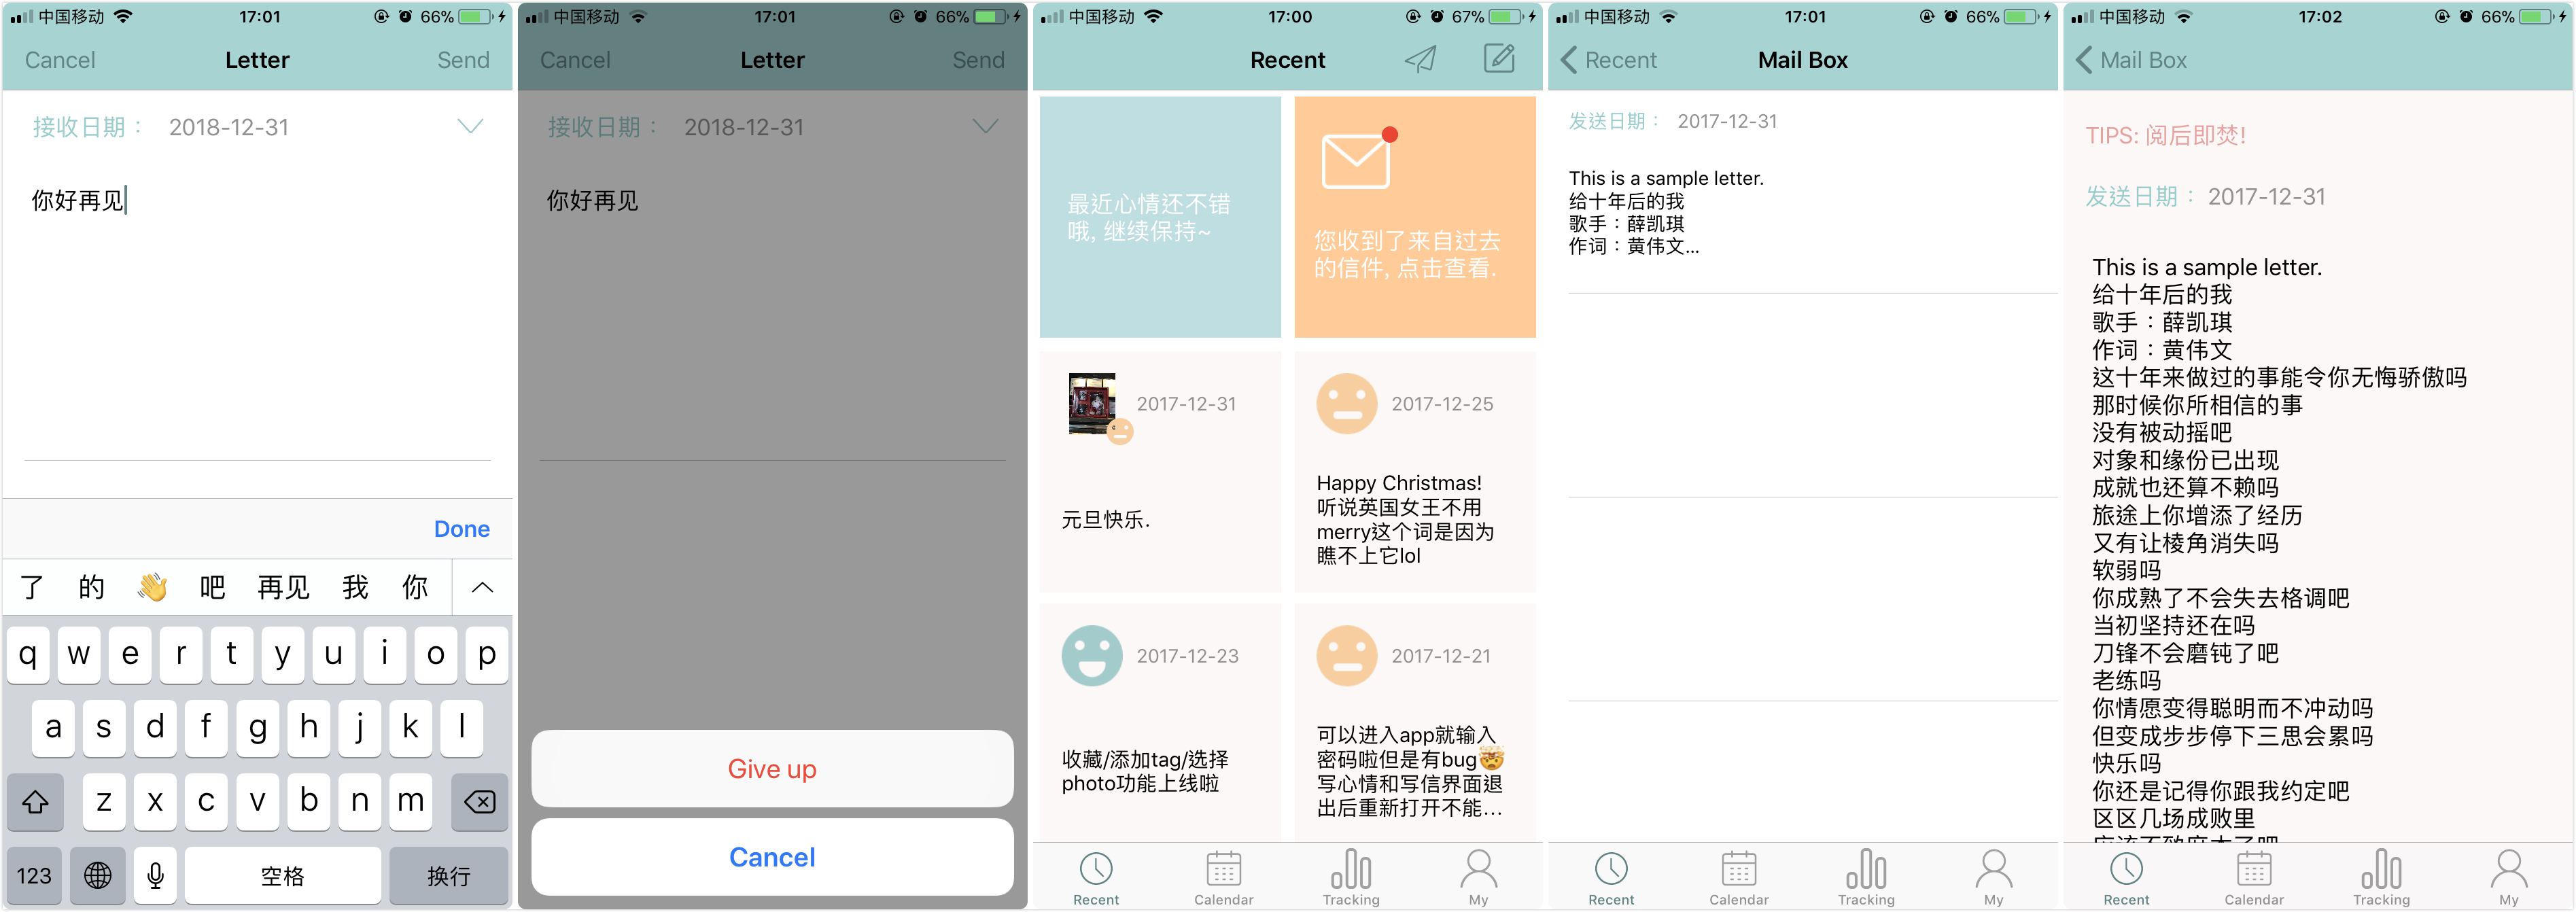 中国移动 17:01 66%
Cancel Letter Send
接收日期： 2018-12-31
你好再见
Done
了 的 👋 吧 再见 我 你
q w e r t y u i o p
a s d f g h j k l
z x c v b n m
123 空格 换行
中国移动 17:01 66%
Cancel Letter Send
接收日期： 2018-12-31
你好再见
Give up
Cancel
中国移动 17:00 67%
Recent
最近心情还不错
哦, 继续保持~
您收到了来自过去
的信件, 点击查看.
2017-12-31
元旦快乐.
2017-12-25
Happy Christmas!
听说英国女王不用
merry这个词是因为
瞧不上它lol
2017-12-23
收藏/添加tag/选择
photo功能上线啦
2017-12-21
可以进入app就输入
密码啦但是有bug🤯
写心情和写信界面退
出后重新打开不能...
Recent Calendar Tracking My
中国移动 17:01 66%
Recent Mail Box
发送日期： 2017-12-31
This is a sample letter.
给十年后的我
歌手：薛凯琪
作词：黄伟文...
Recent Calendar Tracking My
中国移动 17:02 66%
Mail Box
TIPS: 阅后即焚!
发送日期： 2017-12-31
This is a sample letter.
给十年后的我
歌手：薛凯琪
作词：黄伟文
这十年来做过的事能令你无悔骄傲吗
那时候你所相信的事
没有被动摇吧
对象和缘份已出现
成就也还算不赖吗
旅途上你增添了经历
又有让棱角消失吗
软弱吗
你成熟了不会失去格调吧
当初坚持还在吗
刀锋不会磨钝了吧
老练吗
你情愿变得聪明而不冲动吗
但变成步步停下三思会累吗
快乐吗
你还是记得你跟我约定吧
区区几场成败里
Recent Calendar Tracking My